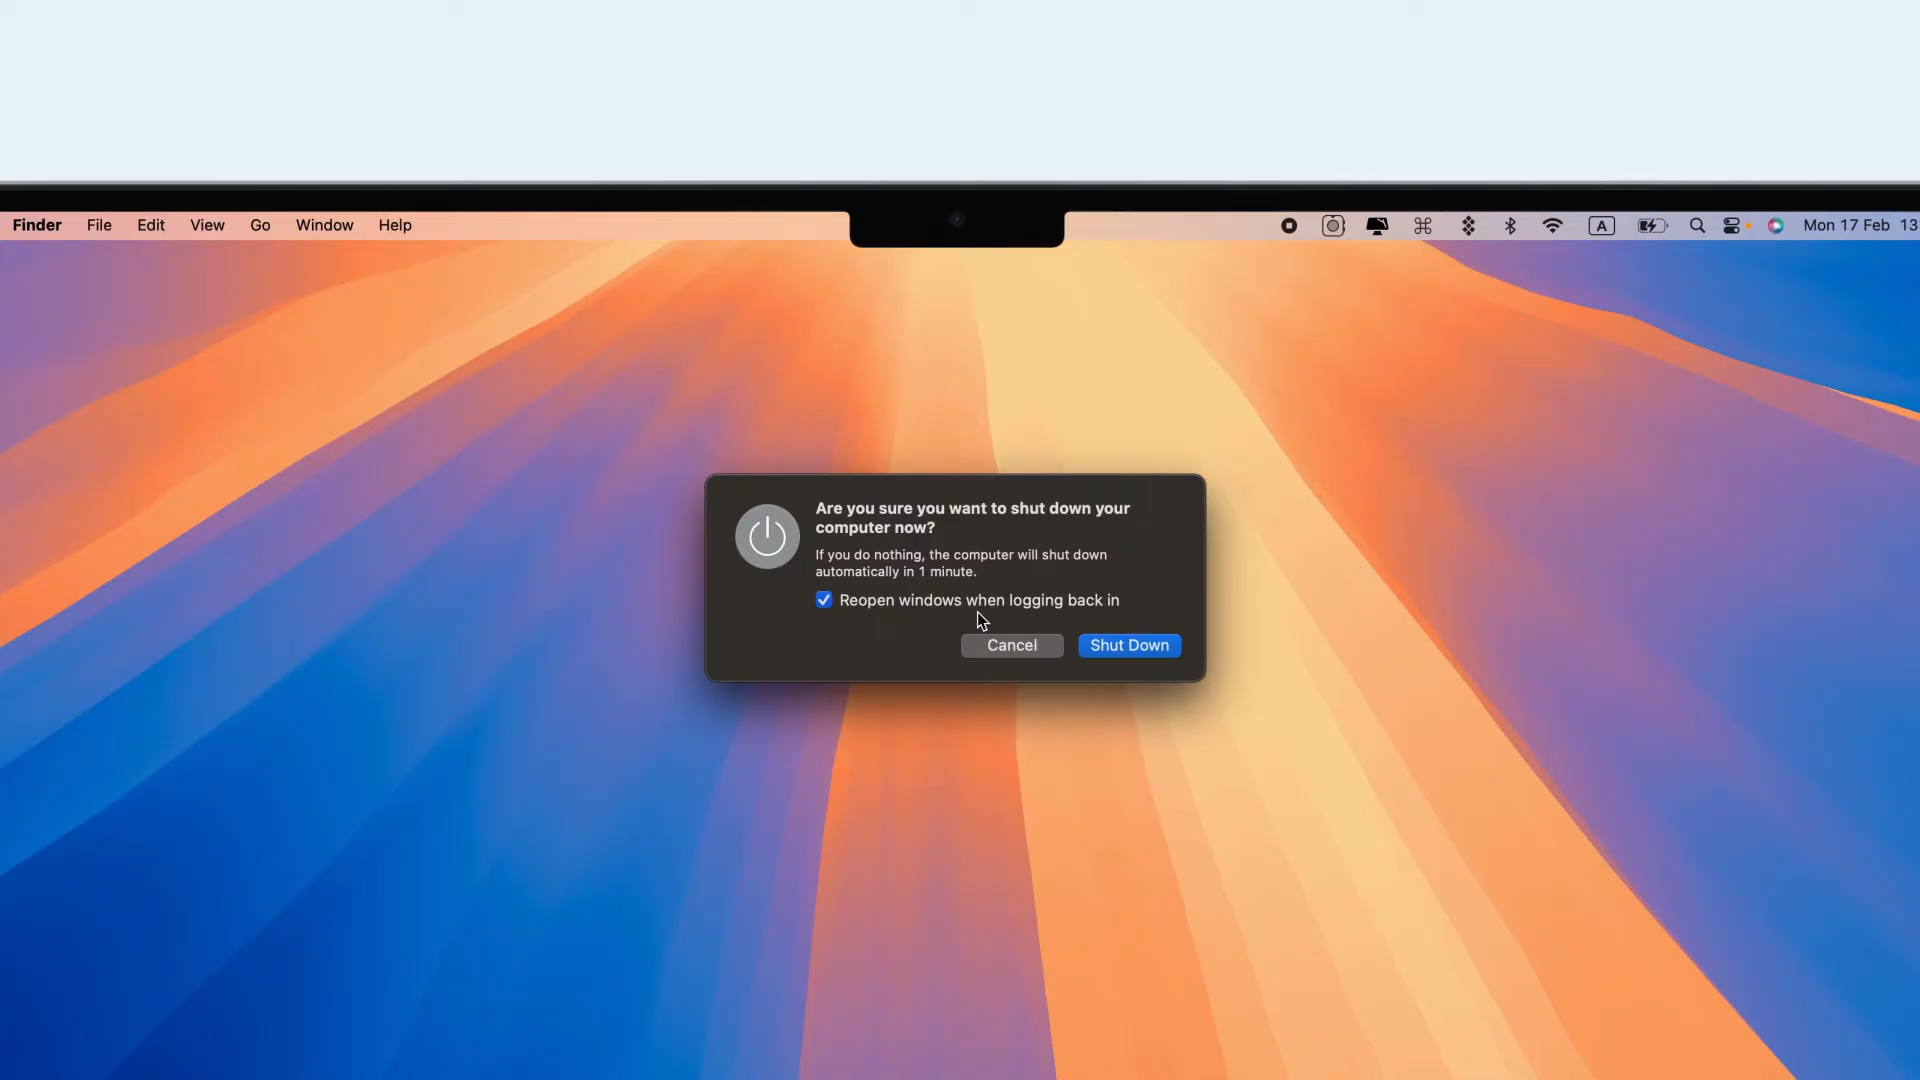 Finder File Edit View Go Window Help A Mon 17 Feb 13
Are you sure you want to shut down your
computer now?
If you do nothing, the computer will shut down
automatically in 1 minute.
Reopen windows when logging back in
Cancel Shut Down